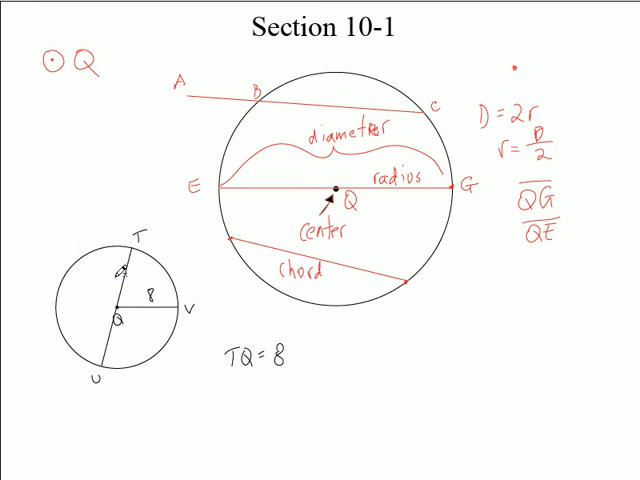 Section 10-1
⊙ Q
A
B
C
D = 2r
r = D/2
diameter
radius
E
Q
G
center
QG
QE
chord
T
8
Q
V
U
TQ = 8